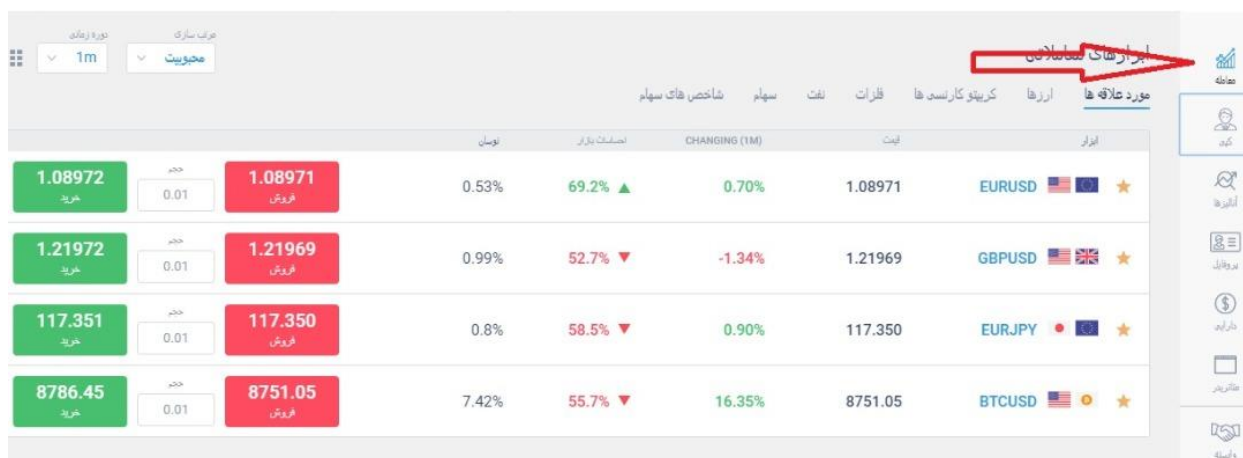 معامله
کپی
آنالیزها
پروفایل
دارایی
متاتریدر
ابزارهای معاملاتی
مرتب سازی
محبوبیت
دوره زمانی
1m
مورد علاقه ها ارزها کریپتو کارنسی ها فلزات نفت سهام شاخص های سهام
ابزار قیمت CHANGING (1M) احساسات بازار نوسان
EURUSD 1.08971 0.70% 69.2% 0.53% 1.08971 فروش حجم 0.01 1.08972 خرید
GBPUSD 1.21969 -1.34% 52.7% 0.99% 1.21969 فروش حجم 0.01 1.21972 خرید
EURJPY 117.350 0.90% 58.5% 0.8% 117.350 فروش حجم 0.01 117.351 خرید
BTCUSD 8751.05 16.35% 55.7% 7.42% 8751.05 فروش حجم 0.01 8786.45 خرید